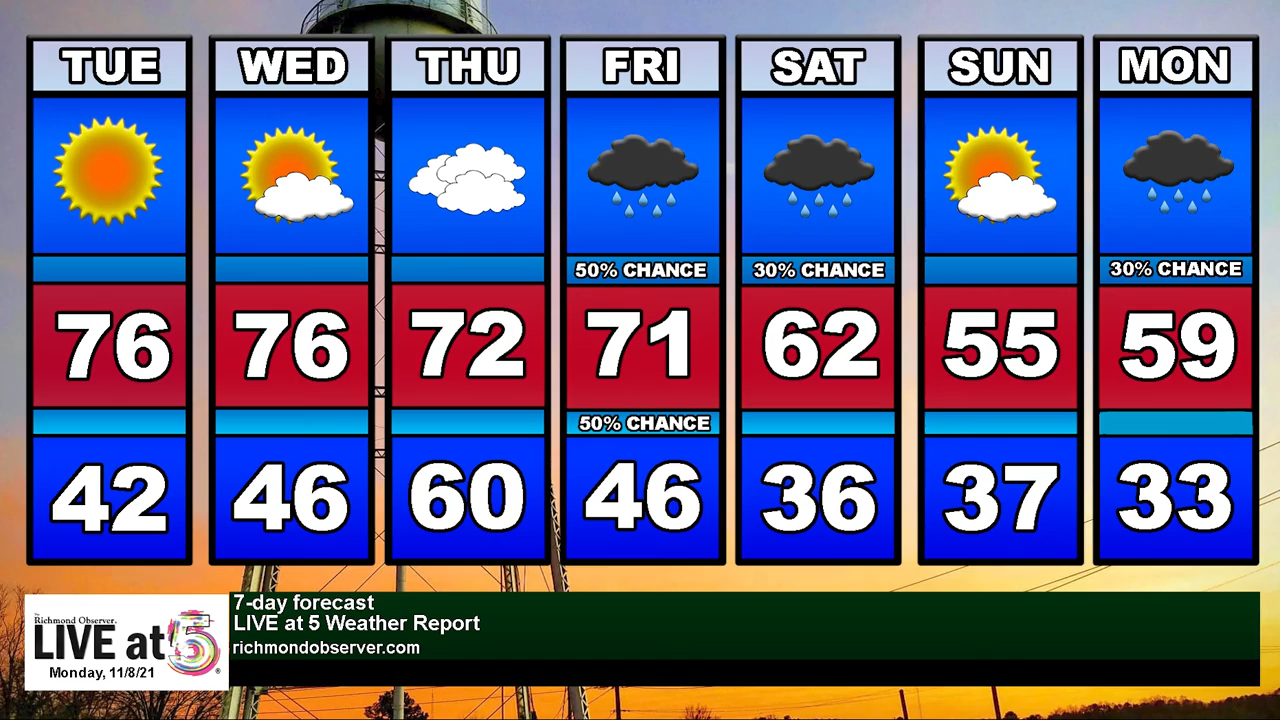 TUE WED THU FRI SAT SUN MON
50% CHANCE 30% CHANCE 30% CHANCE
76 76 72 71 62 55 59
50% CHANCE
42 46 60 46 36 37 33
The
Richmond Observer
LIVE at 5
Monday, 11/8/21
7-day forecast
LIVE at 5 Weather Report
richmondobserver.com